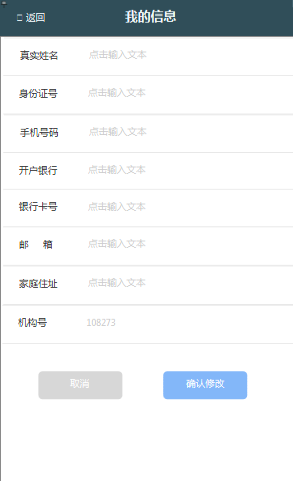 返回 我的信息
真实姓名 点击输入文本
身份证号 点击输入文本
手机号码 点击输入文本
开户银行 点击输入文本
银行卡号 点击输入文本
邮 箱 点击输入文本
家庭住址 点击输入文本
机构号 108273
取消 确认修改